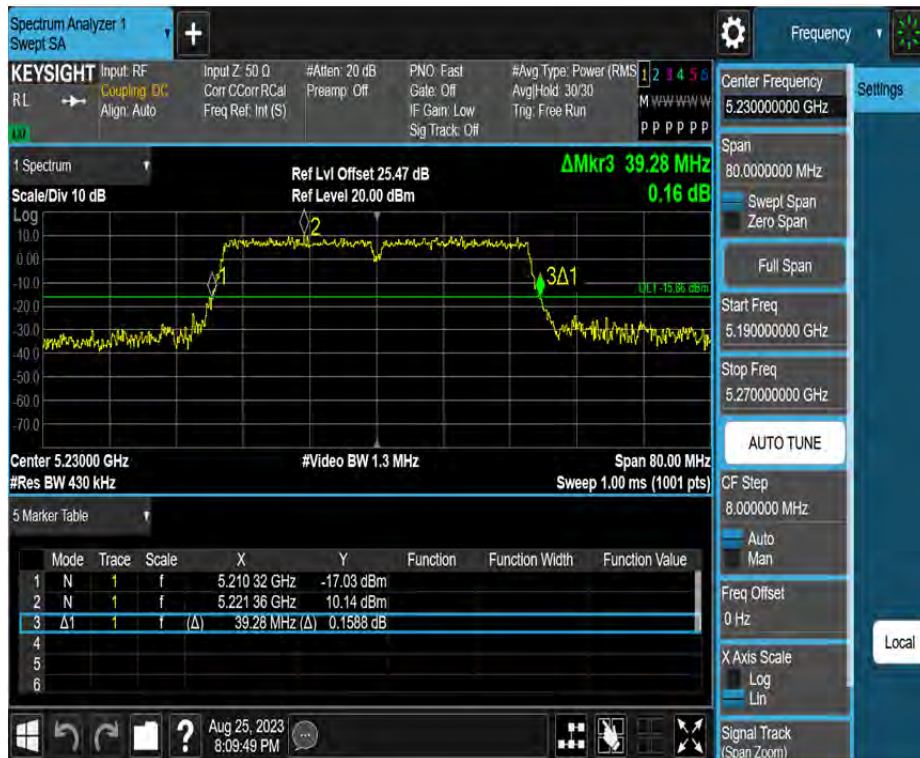 Spectrum Analyzer 1
Swept SA
Frequency
KEYSIGHT
RL
Input: RF
Coupling: DC
Align: Auto
Input Z: 50 Ω
Corr CCorr RCal
Freq Ref: Int (S)
#Atten: 20 dB
Preamp: Off
PNO: Fast
Gate: Off
IF Gain: Low
Sig Track: Off
#Avg Type: Power (RMS
Avg|Hold: 30/30
Trig: Free Run
1 2 3 4 5 6
M W W W W W
P P P P P P
1 Spectrum
Scale/Div 10 dB
Ref Lvl Offset 25.47 dB
Ref Level 20.00 dBm
ΔMkr3 39.28 MHz
0.16 dB
Log
10.0
0.00
-10.0
-20.0
-30.0
-40.0
-50.0
-60.0
-70.0
1
2
3Δ1
DL1 -15.86 dBm
Center 5.23000 GHz
#Res BW 430 kHz
#Video BW 1.3 MHz
Span 80.00 MHz
Sweep 1.00 ms (1001 pts)
5 Marker Table
Mode Trace Scale X Y Function Function Width Function Value
1 N 1 f 5.210 32 GHz -17.03 dBm
2 N 1 f 5.221 36 GHz 10.14 dBm
3 Δ1 1 f (Δ) 39.28 MHz (Δ) 0.1588 dB
4
5
6
Aug 25, 2023
8:09:49 PM
Center Frequency
5.230000000 GHz
Span
80.0000000 MHz
Swept Span
Zero Span
Full Span
Start Freq
5.190000000 GHz
Stop Freq
5.270000000 GHz
AUTO TUNE
CF Step
8.000000 MHz
Auto
Man
Freq Offset
0 Hz
X Axis Scale
Log
Lin
Signal Track
(Span Zoom)
Settings
Local